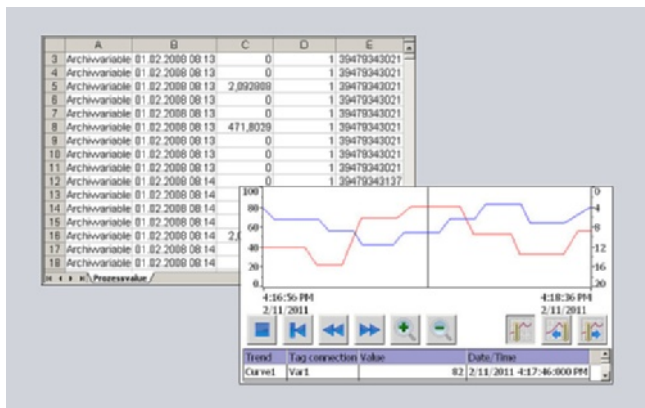 A B C D E
3 Archivvariable 01.02.2008 08:13 0 1 39479343021
4 Archivvariable 01.02.2008 08:13 0 1 39479343021
5 Archivvariable 01.02.2008 08:13 2,092808 1 39479343021
6 Archivvariable 01.02.2008 08:13 0 1 39479343021
7 Archivvariable 01.02.2008 08:13 0 1 39479343021
8 Archivvariable 01.02.2008 08:13 471,8029 1 39479343021
9 Archivvariable 01.02.2008 08:13 0 1 39479343021
10 Archivvariable 01.02.2008 08:13 0 1 39479343021
11 Archivvariable 01.02.2008 08:13 0 1 39479343021
12 Archivvariable 01.02.2008 08:14 0 1 39479343137
13 Archivvariable 01.02.2008 08:14
14 Archivvariable 01.02.2008 08:14
15 Archivvariable 01.02.2008 08:14
16 Archivvariable 01.02.2008 08:14
17 Archivvariable 01.02.2008 08:14
18 Archivvariable 01.02.2008 08:14
Prozessvalue
100 0
80 4
60
40 -12
20 -16
0 20
4:16:56 PM 4:18:36 PM
2/11/2011 2/11/2011
Trend Tag connection Value Date/Time
Curve1 Var1 82 2/11/2011 4:17:46:000 PM